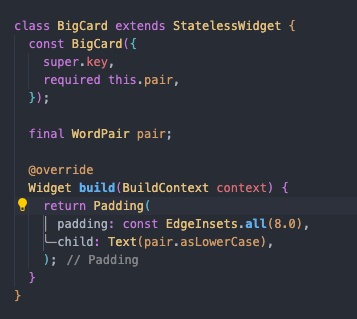 class BigCard extends StatelessWidget {
  const BigCard({
    super.key,
    required this.pair,
  });

  final WordPair pair;

  @override
  Widget build(BuildContext context) {
    return Padding(
      padding: const EdgeInsets.all(8.0),
      child: Text(pair.asLowerCase),
    ); // Padding
  }
}